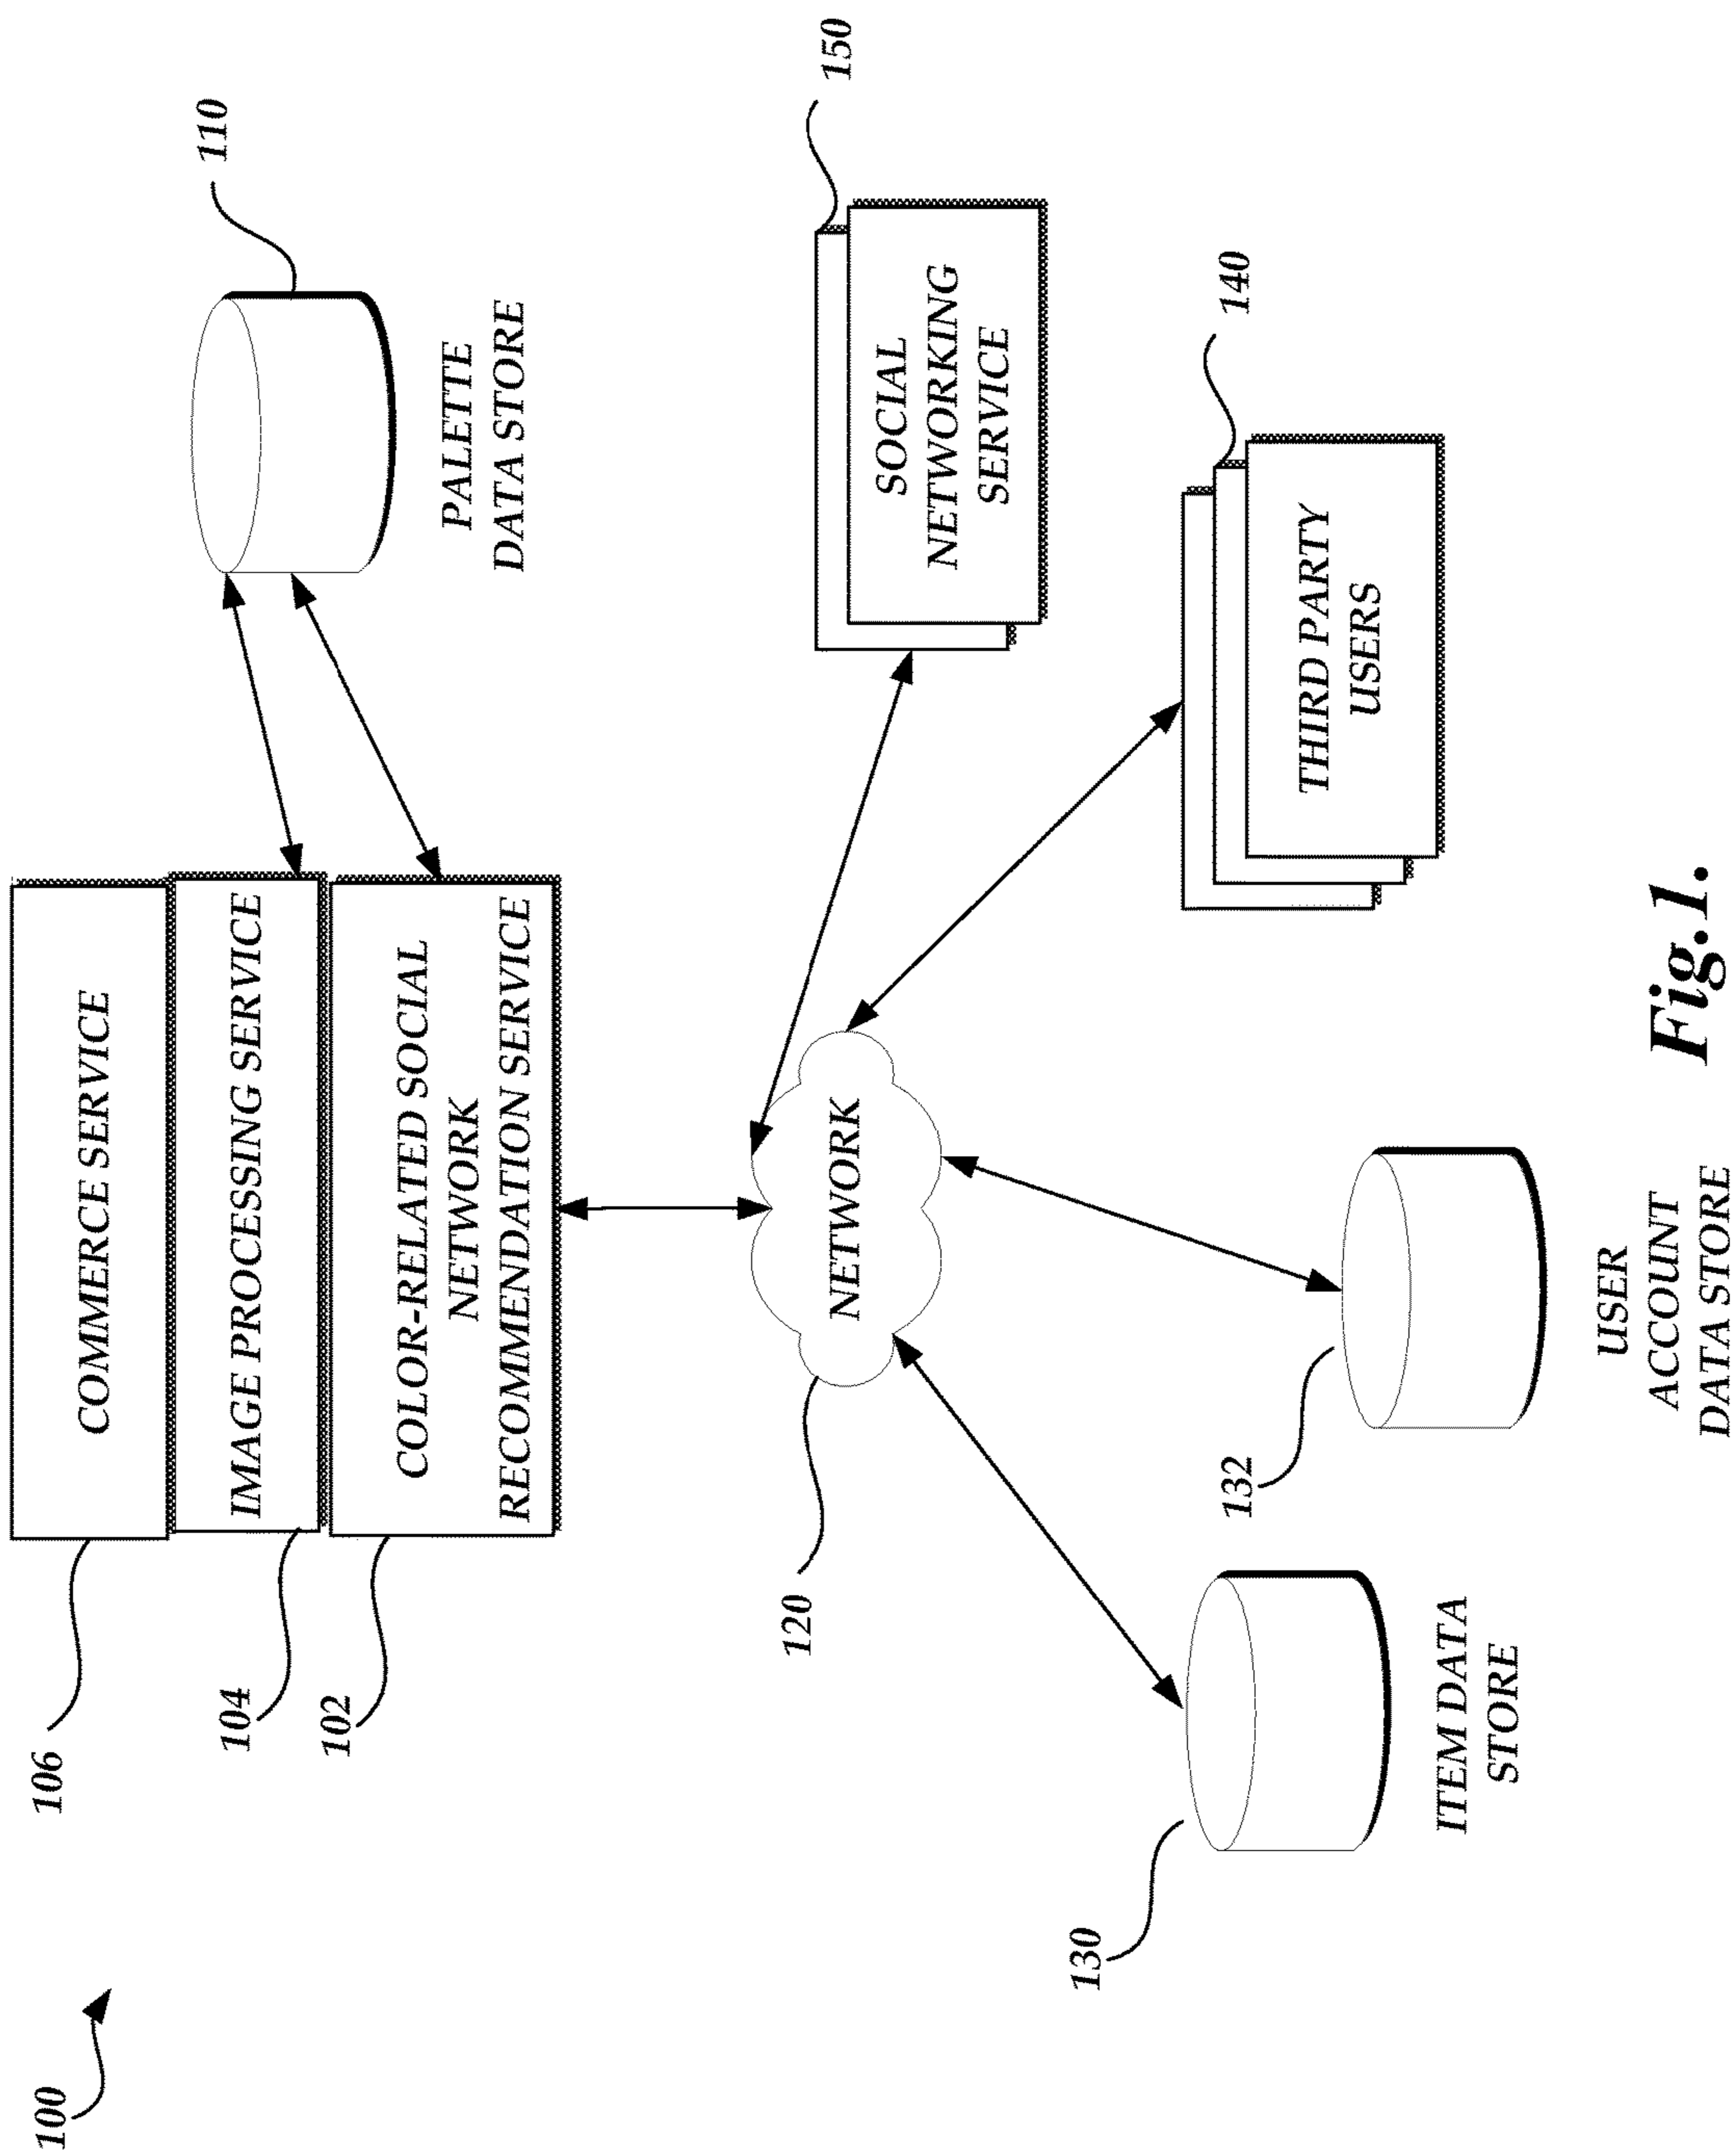 100
106
COMMERCE SERVICE
104
IMAGE PROCESSING SERVICE
102
COLOR-RELATED SOCIAL
NETWORK
RECOMMENDATION SERVICE
110
PALETTE
DATA STORE
120
NETWORK
150
SOCIAL
NETWORKING
SERVICE
140
THIRD PARTY
USERS
130
ITEM DATA
STORE
132
USER
ACCOUNT
DATA STORE
Fig.1.